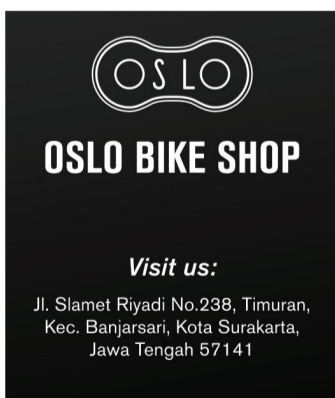 OSLO
OSLO BIKE SHOP
Visit us:
Jl. Slamet Riyadi No.238, Timuran,
Kec. Banjarsari, Kota Surakarta,
Jawa Tengah 57141